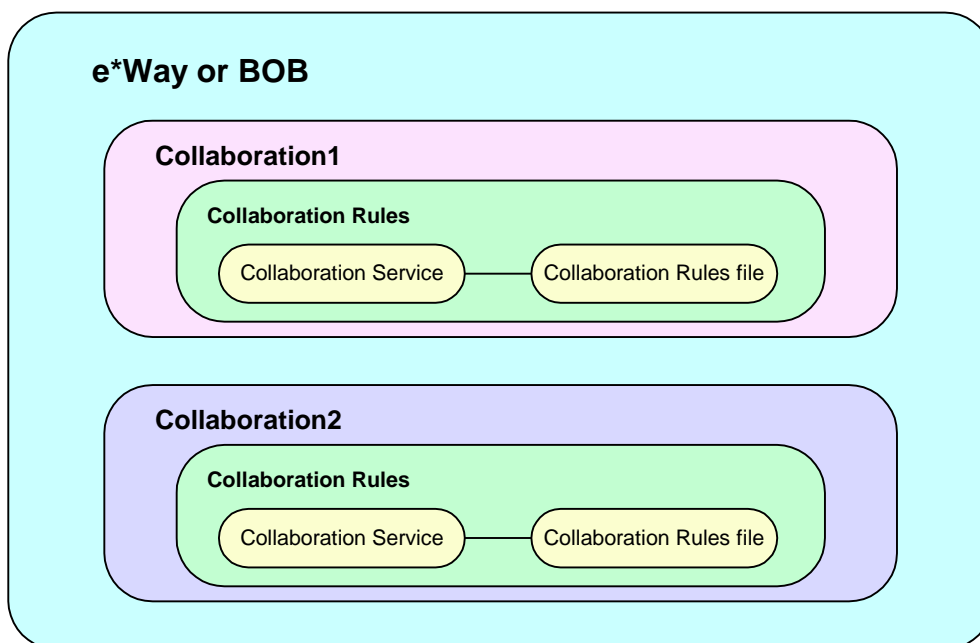 e*Way or BOB
Collaboration1
Collaboration Rules
Collaboration Service
Collaboration Rules file
Collaboration2
Collaboration Rules
Collaboration Service
Collaboration Rules file